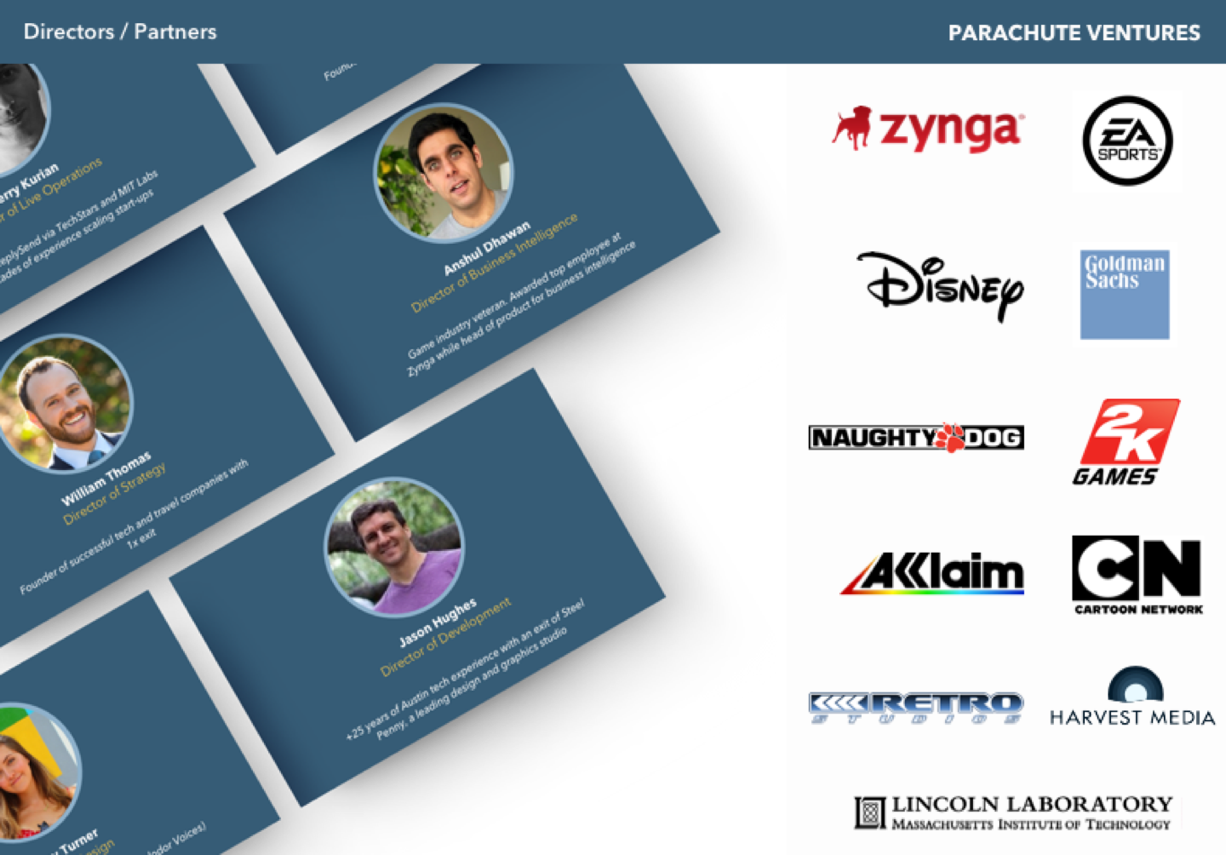 Directors / Partners
PARACHUTE VENTURES
erry Kurian
r of Live Operations
eplySend via TechStars and MIT Labs
ades of experience scaling start-ups
Anshul Dhawan
Director of Business Intelligence
Game industry veteran. Awarded top employee at
Zynga while head of product for business intelligence
William Thomas
Director of Strategy
Founder of successful tech and travel companies with
1x exit
Jason Hughes
Director of Development
+25 years of Austin tech experience with an exit of Steel
Penny, a leading design and graphics studio
Turner
Voices)
zynga
EA
SPORTS
Disney
Goldman
Sachs
NAUGHTY DOG
2K
GAMES
AKklaim
CN
CARTOON NETWORK
RETRO
STUDIOS
HARVEST MEDIA
LINCOLN LABORATORY
MASSACHUSETTS INSTITUTE OF TECHNOLOGY